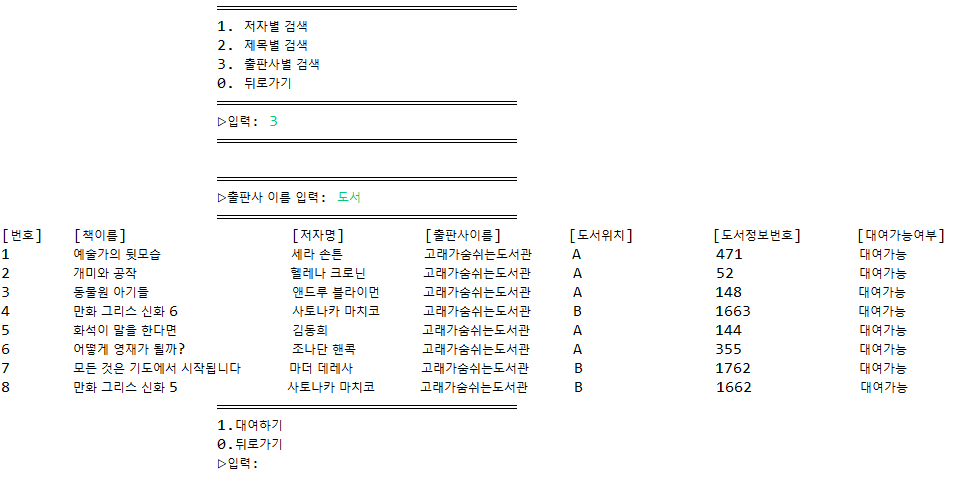 1. 저자별 검색
2. 제목별 검색
3. 출판사별 검색
0. 뒤로가기
▷입력: 3
▷출판사 이름 입력: 도서
[번호] [책이름] [저자명] [출판사이름] [도서위치] [도서정보번호] [대여가능여부]
1 예술가의 뒷모습 세라 손튼 고래가숨쉬는도서관 A 471 대여가능
2 개미와 공작 헬레나 크로닌 고래가숨쉬는도서관 A 52 대여가능
3 동물원 아기들 앤드루 블라이먼 고래가숨쉬는도서관 A 148 대여가능
4 만화 그리스 신화 6 사토나카 마치코 고래가숨쉬는도서관 B 1663 대여가능
5 화석이 말을 한다면 김동희 고래가숨쉬는도서관 A 144 대여가능
6 어떻게 영재가 될까? 조나단 핸콕 고래가숨쉬는도서관 A 355 대여가능
7 모든 것은 기도에서 시작됩니다 마더 데레사 고래가숨쉬는도서관 B 1762 대여가능
8 만화 그리스 신화 5 사토나카 마치코 고래가숨쉬는도서관 B 1662 대여가능
1.대여하기
0.뒤로가기
▷입력: